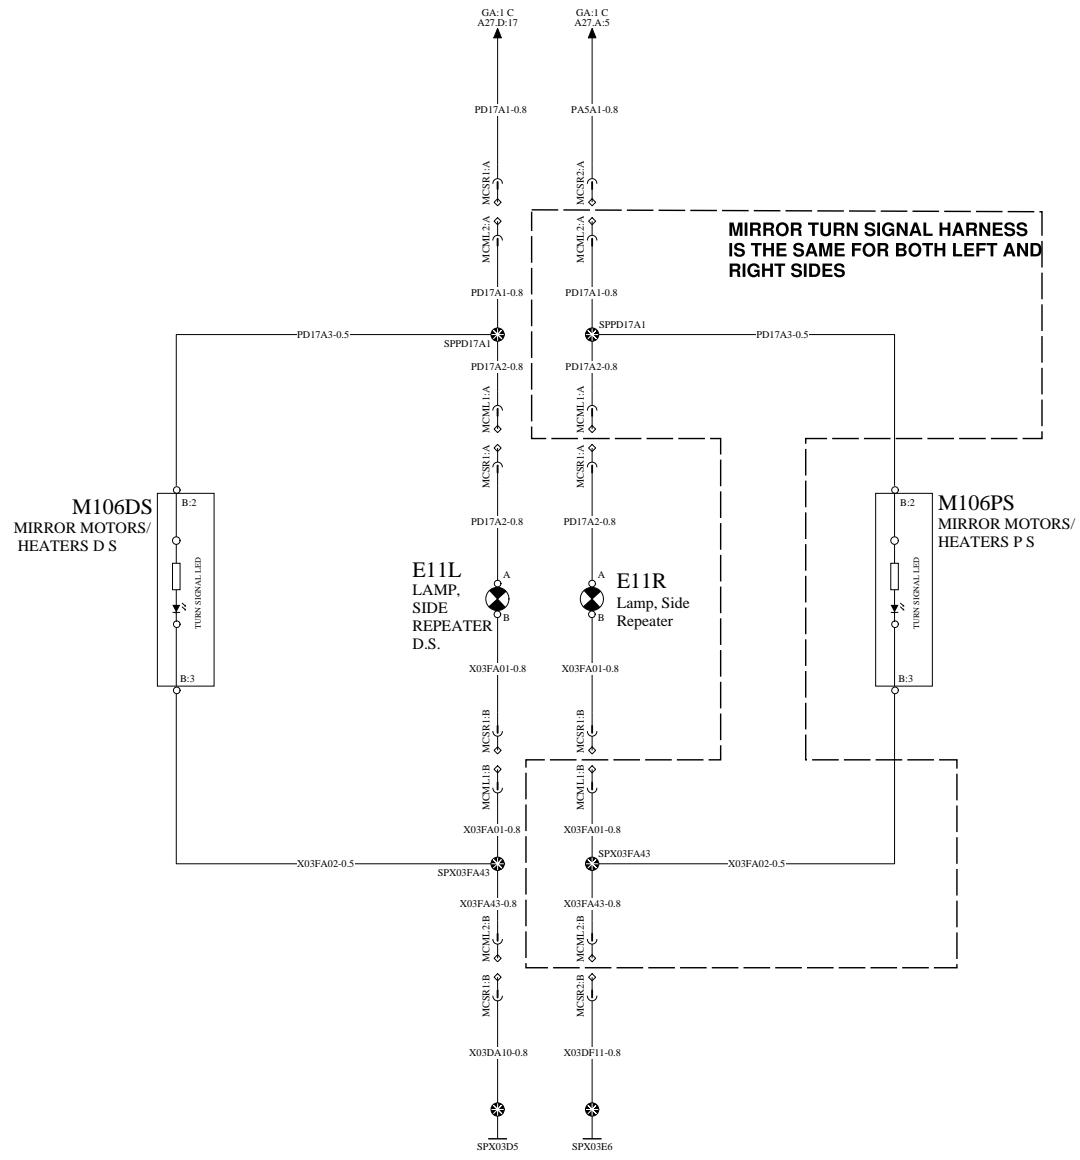 GA:1 C
A27.D:17
GA:1 C
A27.A:5
PD17A1-0.8
PA5A1-0.8
MCSR1:A
MCSR2:A
MCML2:A
MCML2:A
MIRROR TURN SIGNAL HARNESS
IS THE SAME FOR BOTH LEFT AND
RIGHT SIDES
PD17A1-0.8
PD17A1-0.8
PD17A3-0.5
SPPD17A1
SPPD17A1
PD17A3-0.5
PD17A2-0.8
PD17A2-0.8
MCML1:A
MCML1:A
MCSR1:A
MCSR1:A
M106DS
MIRROR MOTORS/
HEATERS D S
B:2
TURN SIGNAL LED
B:3
PD17A2-0.8
PD17A2-0.8
E11L
LAMP,
SIDE
REPEATER
D.S.
A
B
A
B
E11R
Lamp, Side
Repeater
B:2
TURN SIGNAL LED
B:3
M106PS
MIRROR MOTORS/
HEATERS P S
X03FA01-0.8
X03FA01-0.8
MCSR1:B
MCSR1:B
MCML1:B
MCML1:B
X03FA01-0.8
X03FA01-0.8
X03FA02-0.5
SPX03FA43
SPX03FA43
X03FA02-0.5
X03FA43-0.8
X03FA43-0.8
MCML2:B
MCML2:B
MCSR1:B
MCSR2:B
X03DA10-0.8
X03DF11-0.8
SPX03D5
SPX03E6